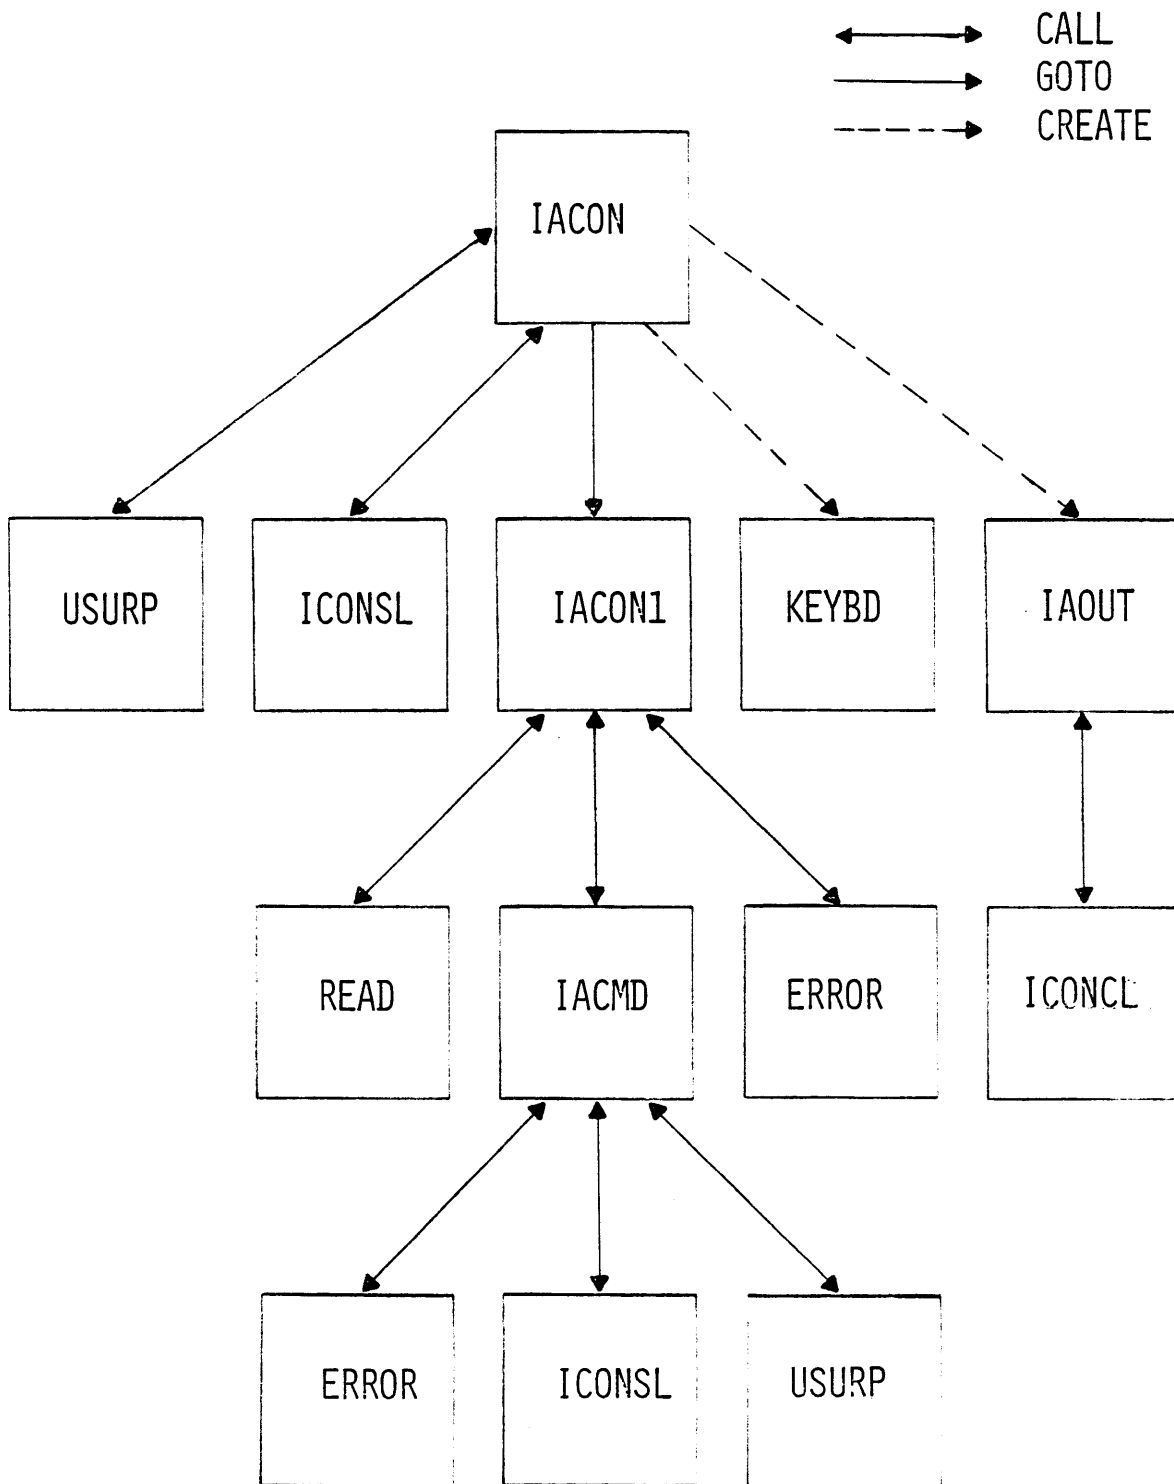 CALL
GOTO
CREATE
IACON
USURP
ICONSL
IACON1
KEYBD
IAOUT
READ
IACMD
ERROR
ICONCL
ERROR
ICONSL
USURP